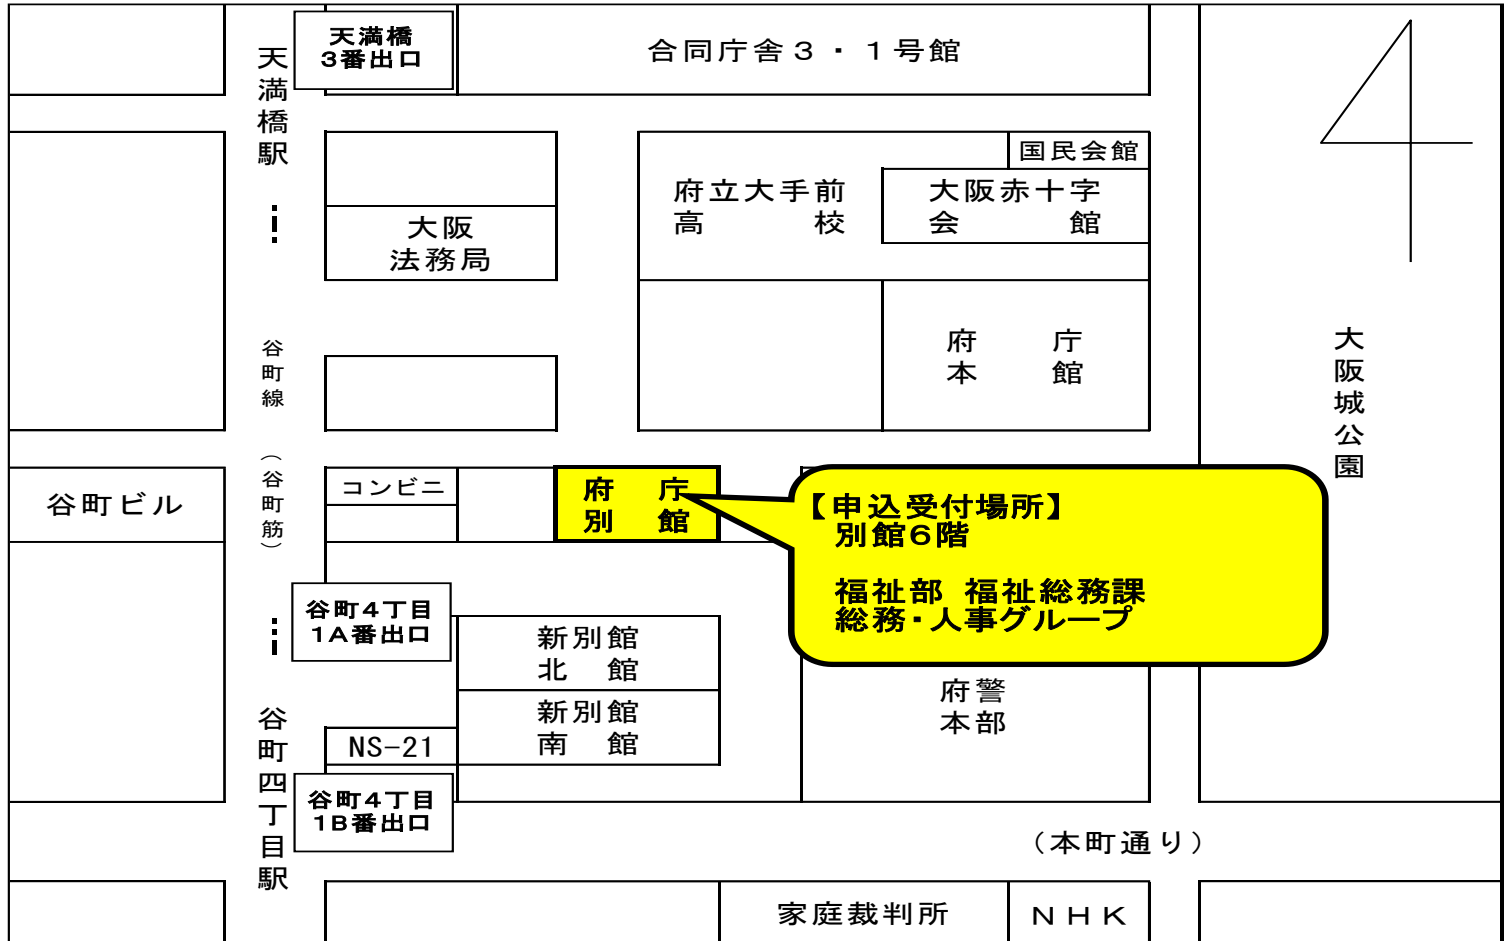 天満橋
3番出口
合同庁舎３・１号館
天満橋駅
国民会館
府立大手前
高校
大阪赤十字
会館
大阪
法務局
府庁
本館
谷町線
（谷町筋）
大阪城公園
谷町ビル
コンビニ
府庁
別館
【申込受付場所】
別館6階
福祉部 福祉総務課
総務・人事グループ
谷町4丁目
1A番出口
新別館
北館
新別館
南館
府警
本部
NS-21
谷町四丁目駅
谷町4丁目
1B番出口
（本町通り）
家庭裁判所
ＮＨＫ